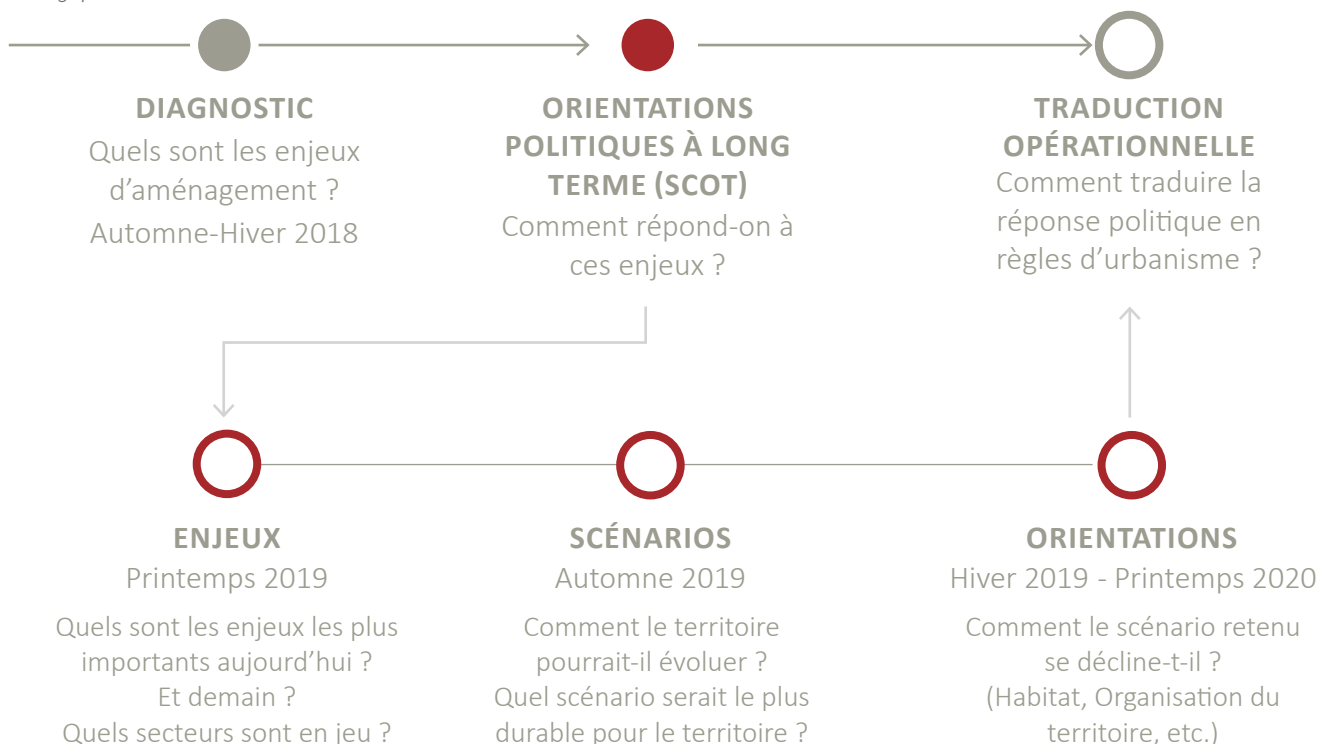 DIAGNOSTIC
Quels sont les enjeux
d’aménagement ?
Automne-Hiver 2018
ORIENTATIONS
POLITIQUES À LONG
TERME (SCOT)
Comment répond-on à
ces enjeux ?
TRADUCTION
OPÉRATIONNELLE
Comment traduire la
réponse politique en
règles d’urbanisme ?
ENJEUX
Printemps 2019
Quels sont les enjeux les plus
importants aujourd’hui ?
Et demain ?
Quels secteurs sont en jeu ?
SCÉNARIOS
Automne 2019
Comment le territoire
pourrait-il évoluer ?
Quel scénario serait le plus
durable pour le territoire ?
ORIENTATIONS
Hiver 2019 - Printemps 2020
Comment le scénario retenu
se décline-t-il ?
(Habitat, Organisation du
territoire, etc.)